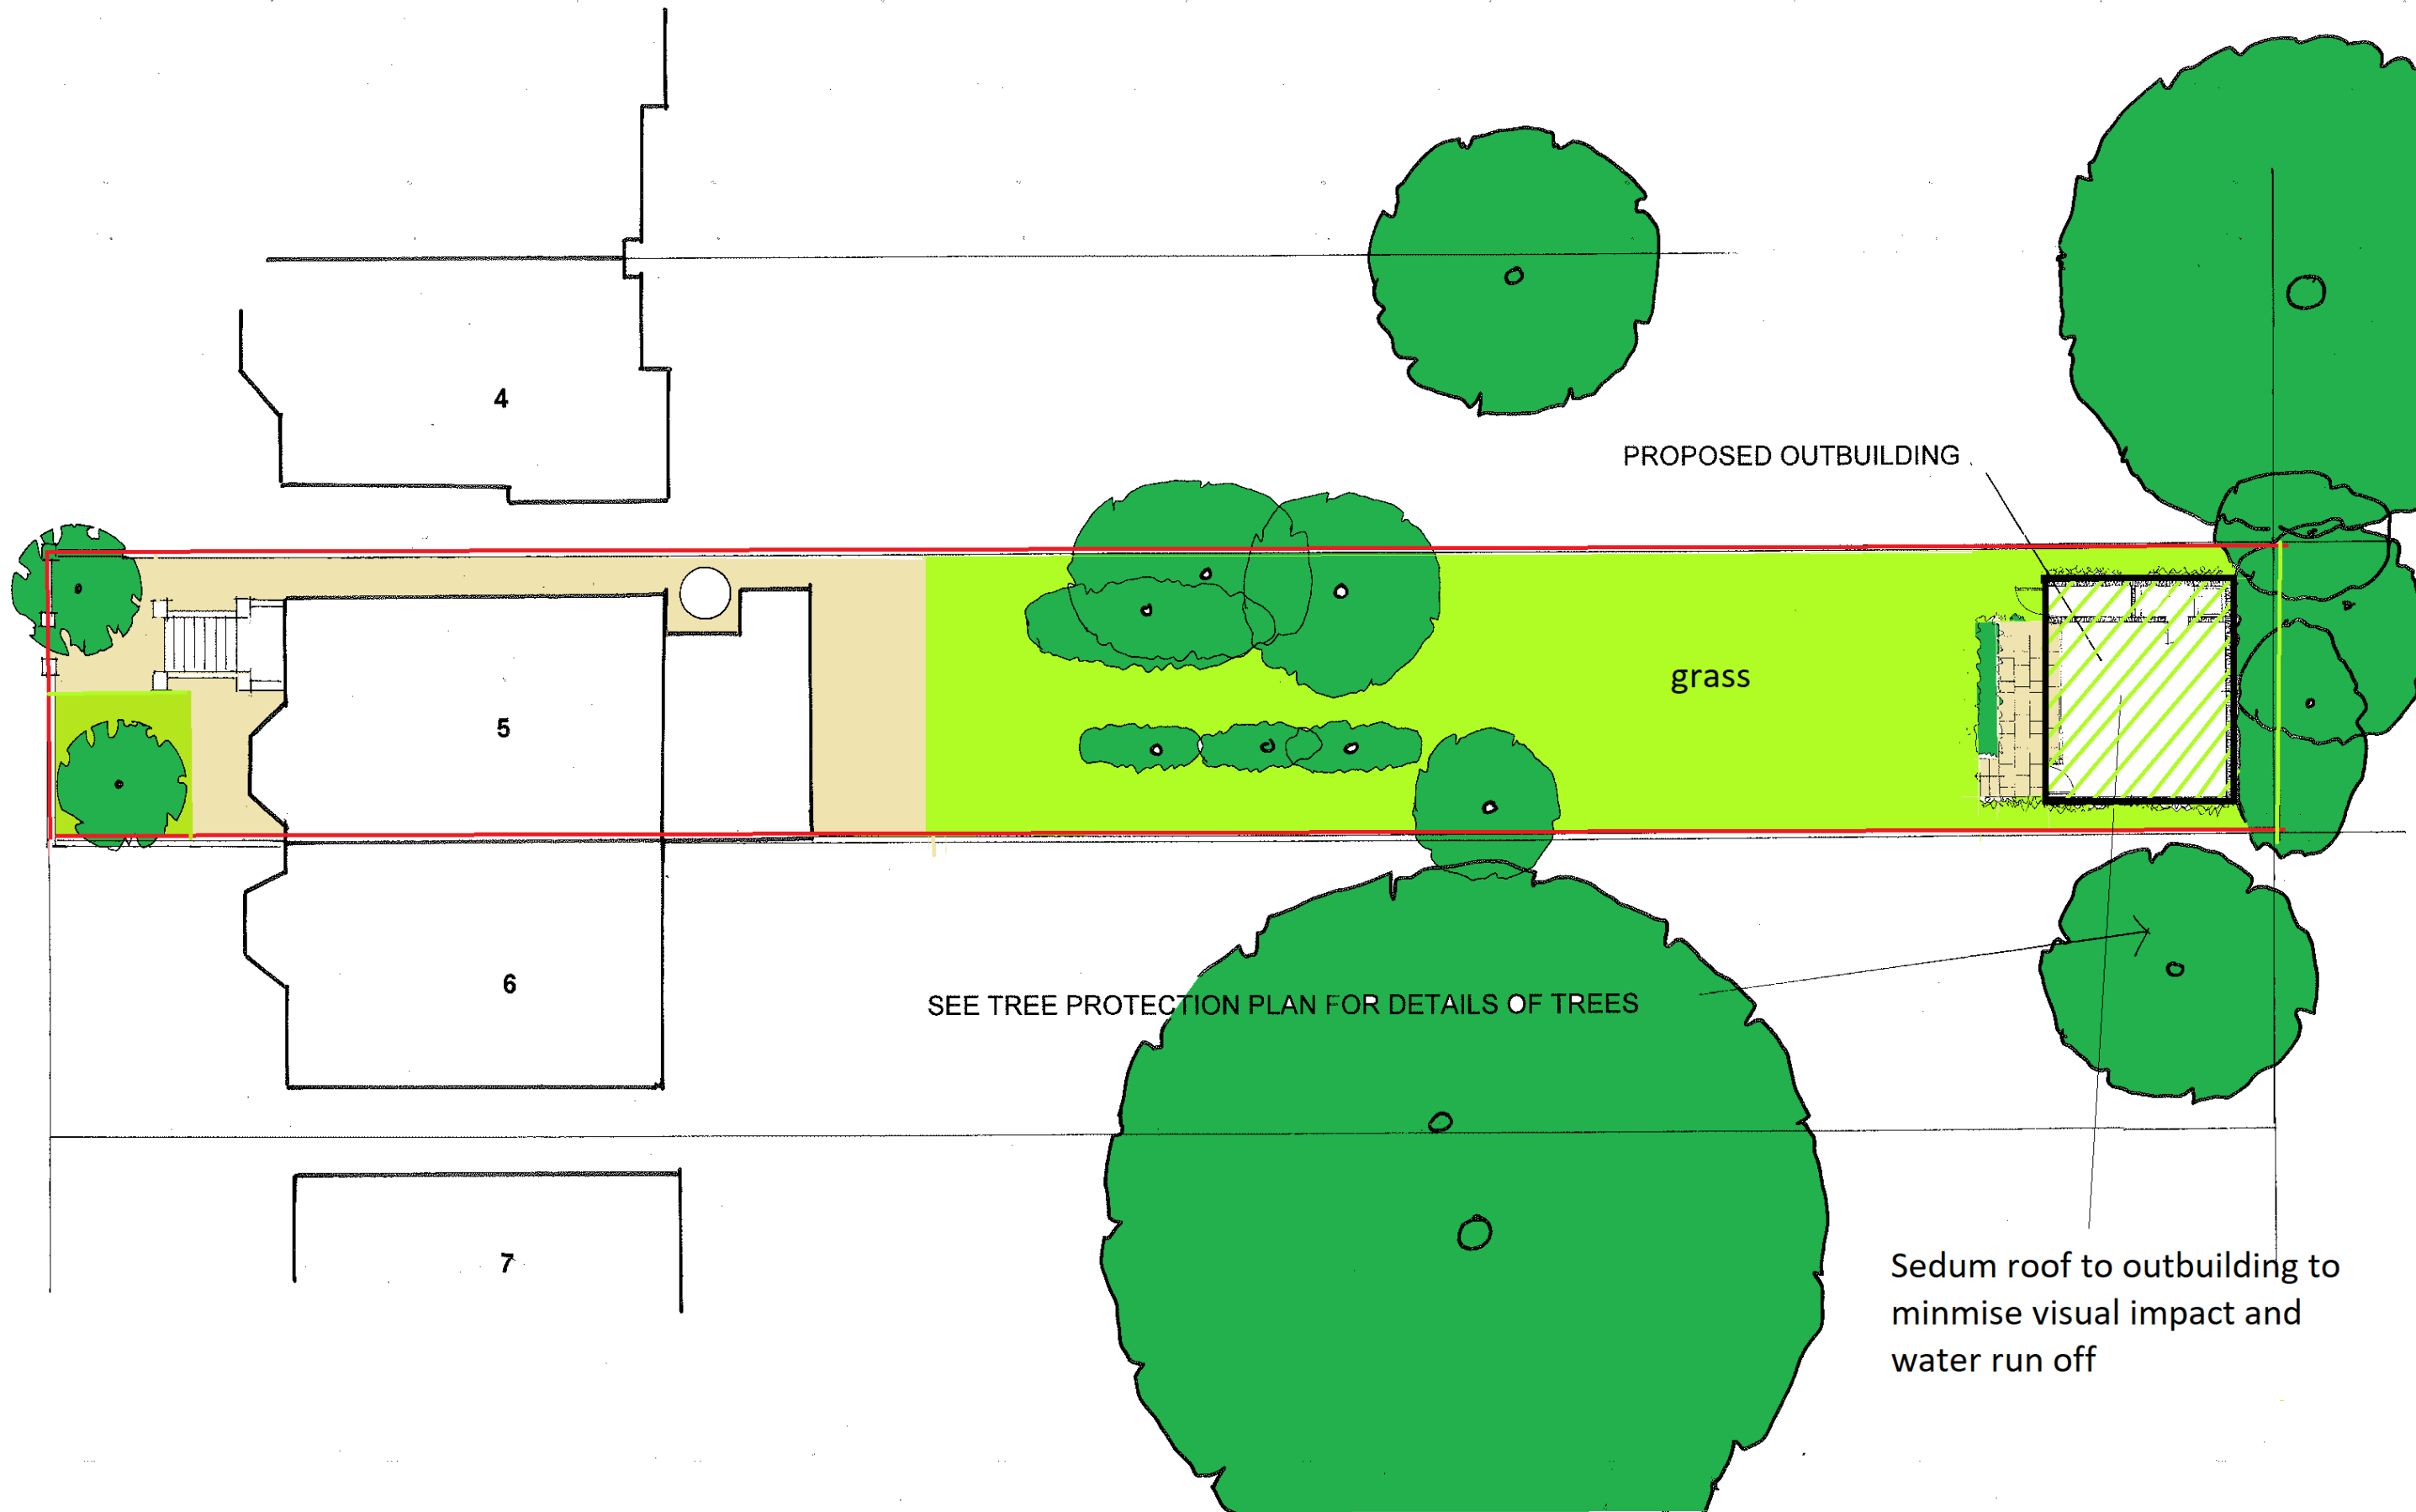 4
PROPOSED OUTBUILDING
grass
5
6
SEE TREE PROTECTION PLAN FOR DETAILS OF TREES
7
Sedum roof to outbuilding to
minmise visual impact and
water run off